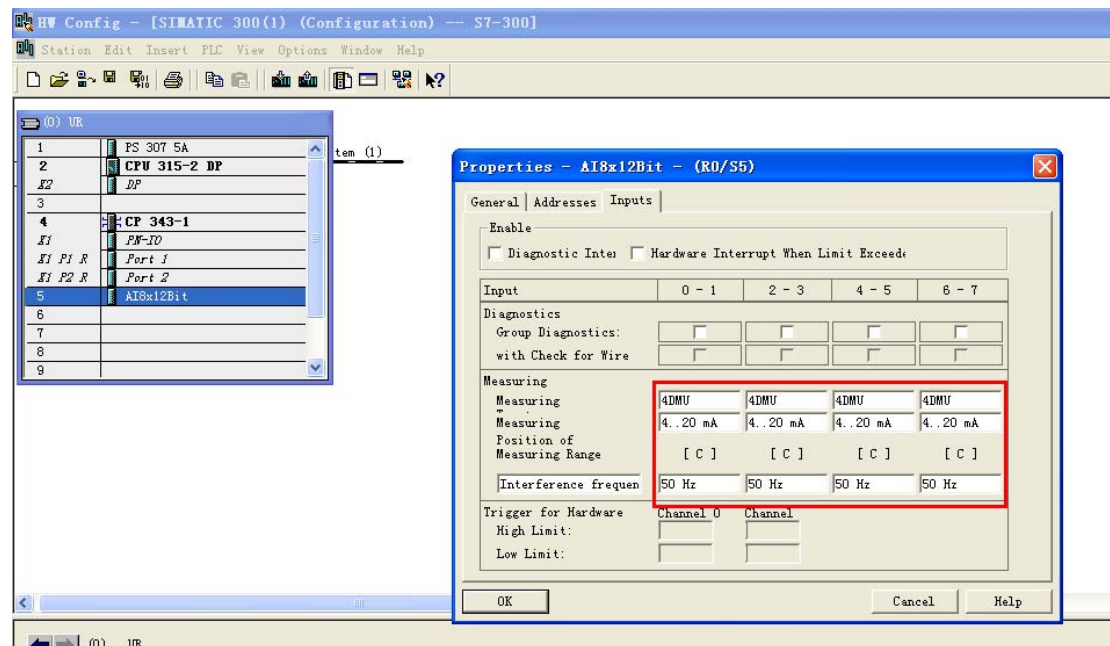 HW Config - [SIMATIC 300(1) (Configuration) -- S7-300]
Station Edit Insert PLC View Options Window Help
(0) UR
1 PS 307 5A
2 CPU 315-2 DP
X2 DP
3
4 CP 343-1
X1 PN-IO
X1 P1 R Port 1
X1 P2 R Port 2
5 AI8x12Bit
6
7
8
9
tem (1)
Properties - AI8x12Bit - (R0/S5)
General Addresses Inputs
Enable
Diagnostic Inter Hardware Interrupt When Limit Exceede
Input 0 - 1 2 - 3 4 - 5 6 - 7
Diagnostics
Group Diagnostics:
with Check for Wire
Measuring
Measuring 4DMU 4DMU 4DMU 4DMU
Measuring 4..20 mA 4..20 mA 4..20 mA 4..20 mA
Position of
Measuring Range [ C ] [ C ] [ C ] [ C ]
Interference frequen 50 Hz 50 Hz 50 Hz 50 Hz
Trigger for Hardware Channel 0 Channel
High Limit:
Low Limit:
OK Cancel Help
(0) UR